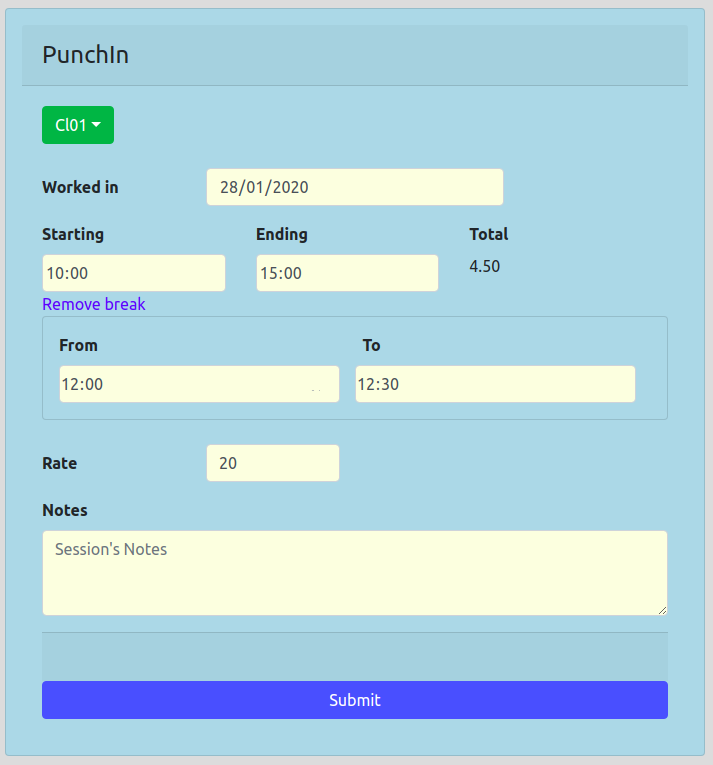 PunchIn
Cl01
Worked in 28/01/2020
Starting Ending Total
10:00 15:00 4.50
Remove break
From To
12:00 12:30
Rate 20
Notes
Session's Notes
Submit